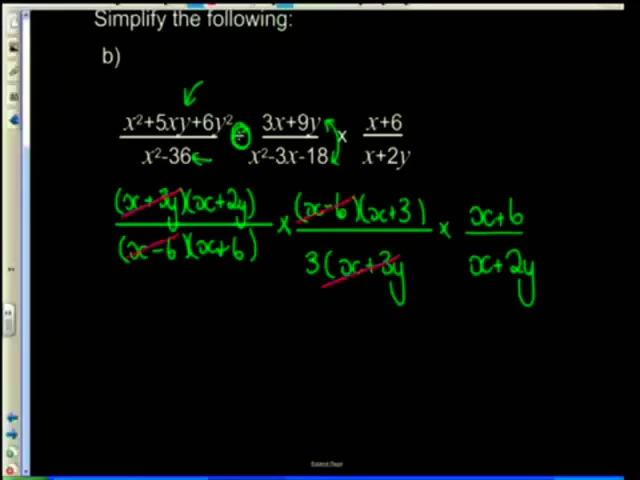 Simplify the following:
b)
x²+5xy+6y² ÷ 3x+9y x x+6
x²-36 x²-3x-18 x+2y
(x+3y)(x+2y) x (x-6)(x+3) x x+6
(x-6)(x+6) 3(x+3y x+2y